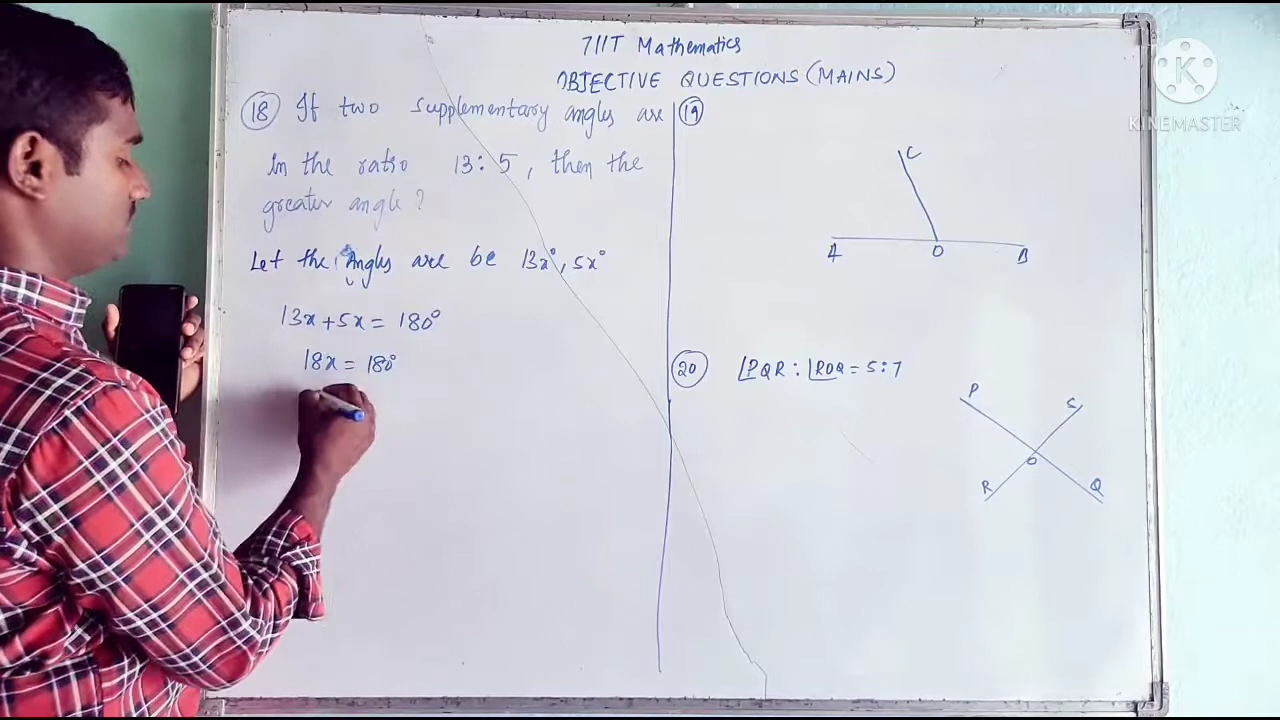 7IIT Mathematics
OBJECTIVE QUESTIONS (MAINS)
18 If two supplementary angles are
in the ratio 13:5, then the
greater angle?
Let the Angles are be 13x°, 5x°
13x + 5x = 180°
18x = 180°
19
C
A O B
20 ∠PQR : ∠ROQ = 5:7
P S
O
R Q
K
KINEMASTER